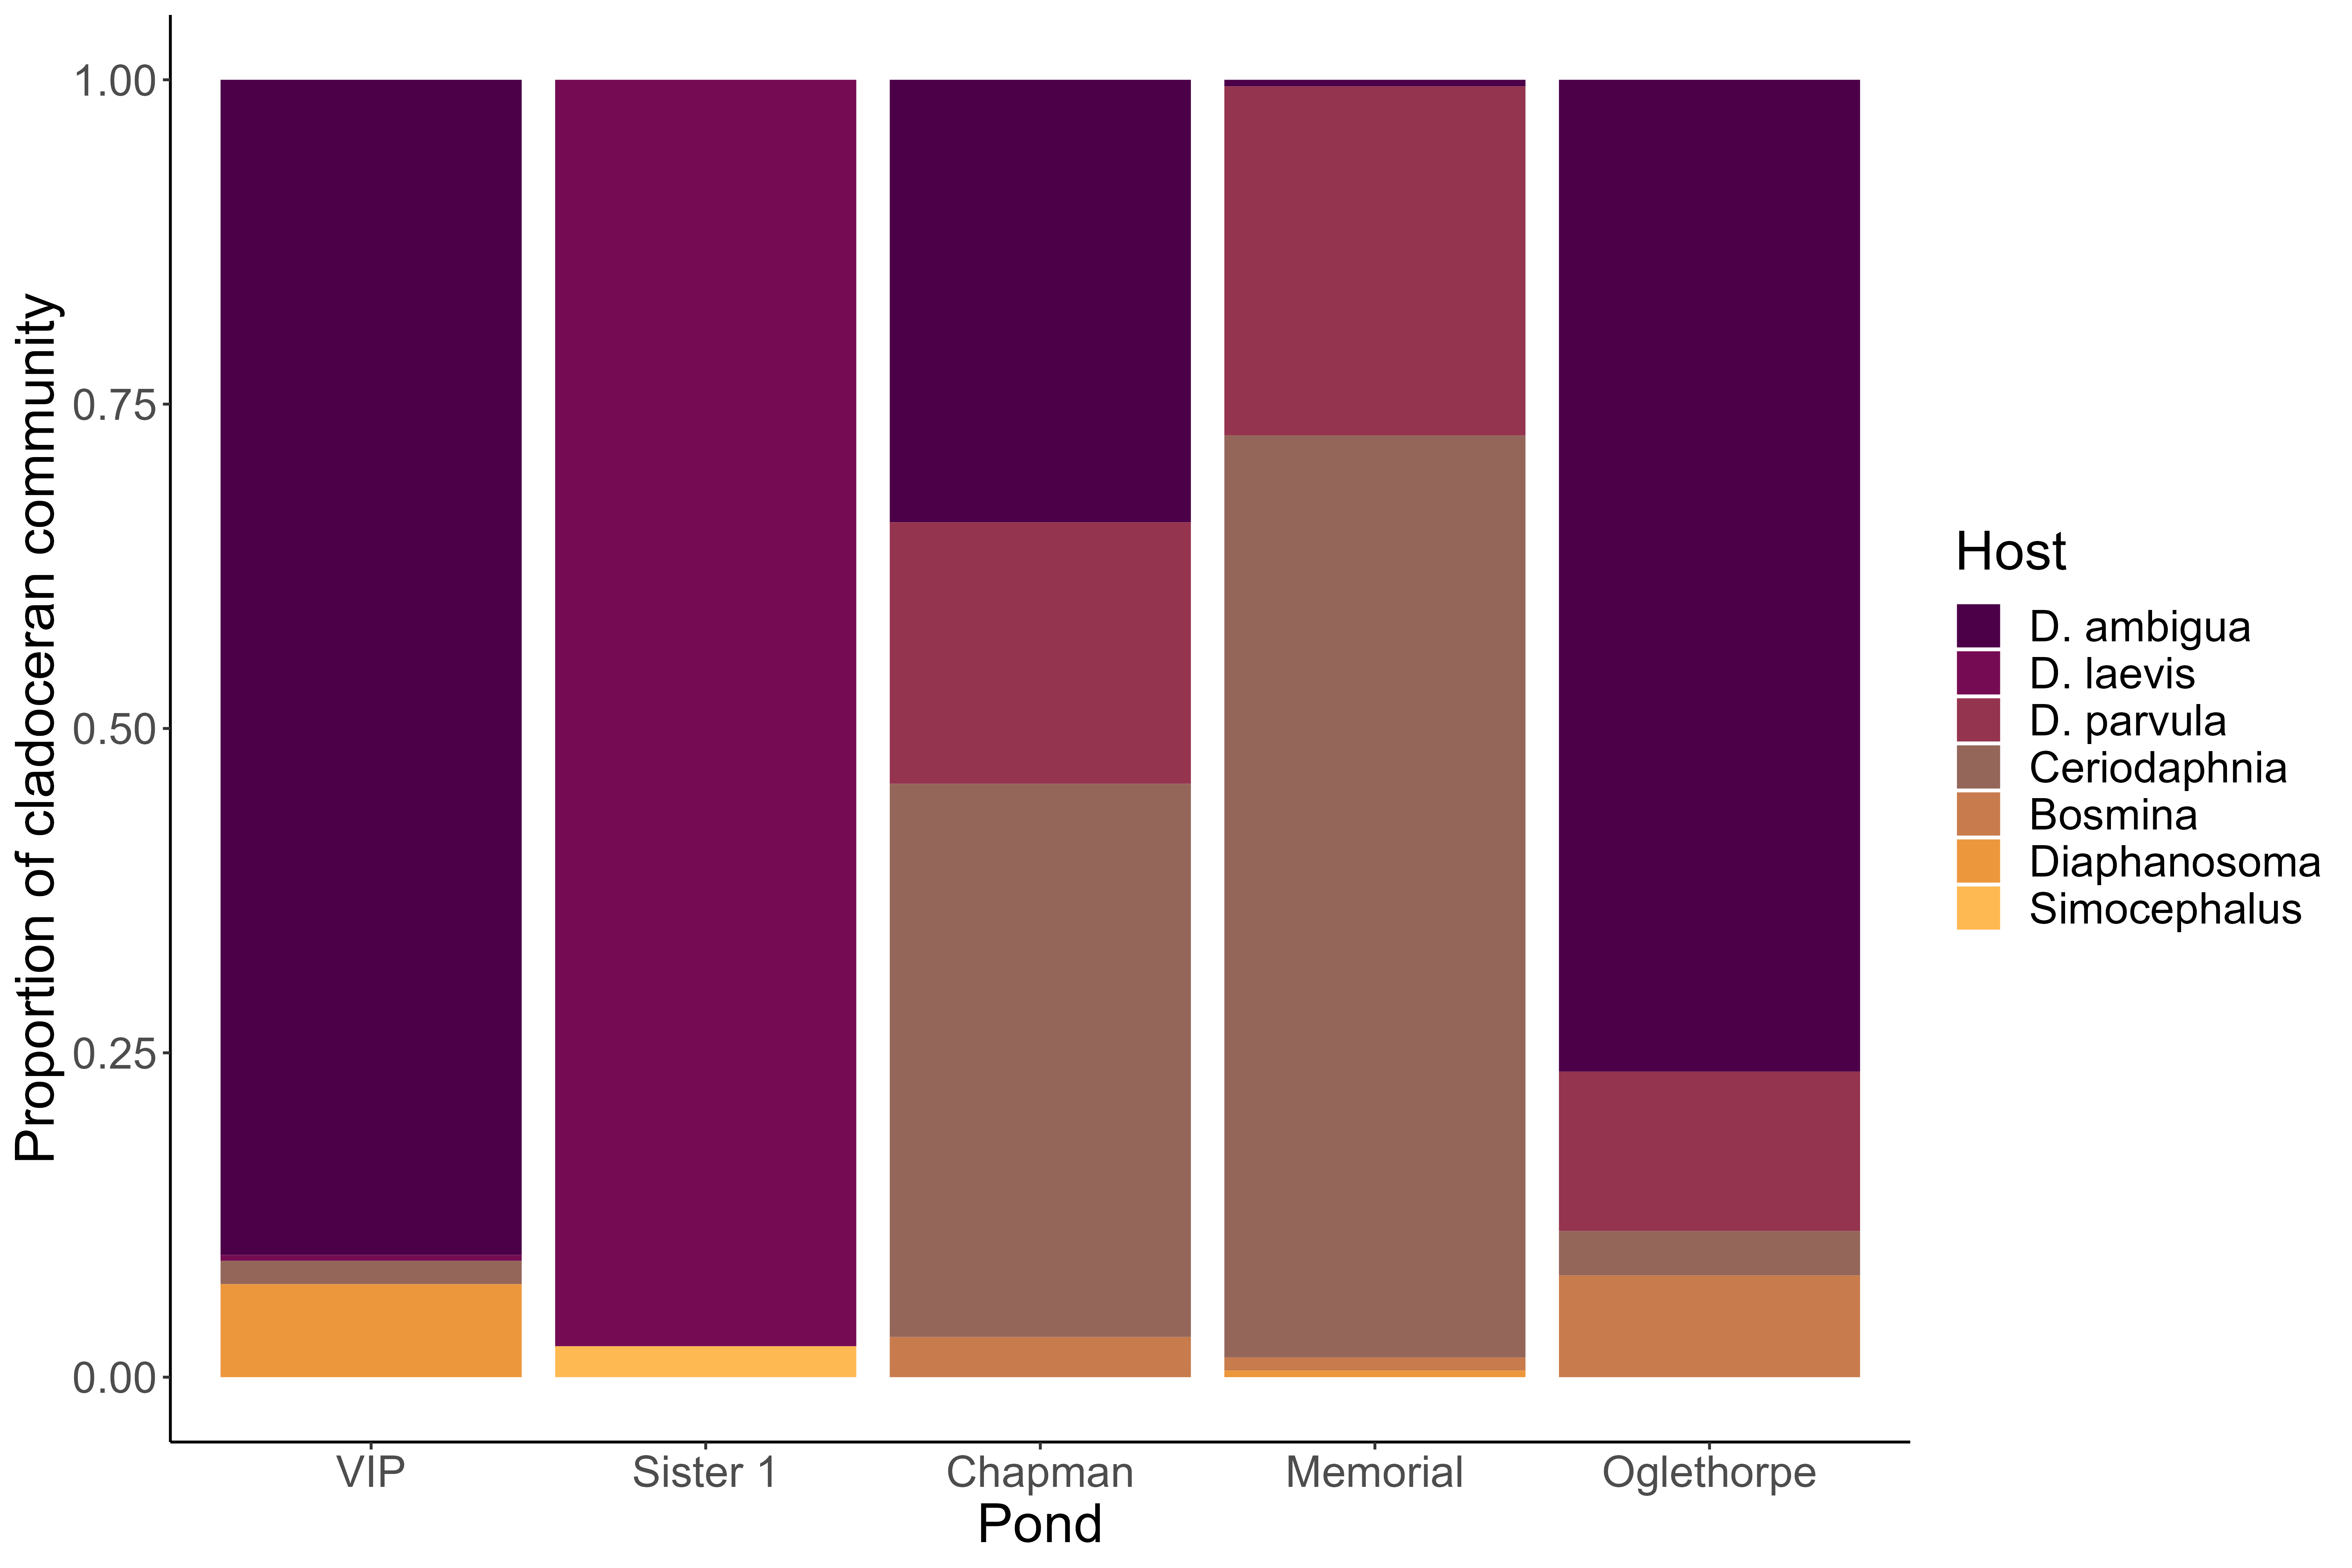 Proportion of cladoceran community
1.00
0.75
0.50
0.25
0.00
VIP
Sister 1
Chapman
Memorial
Oglethorpe
Pond
Host
D. ambigua
D. laevis
D. parvula
Ceriodaphnia
Bosmina
Diaphanosoma
Simocephalus